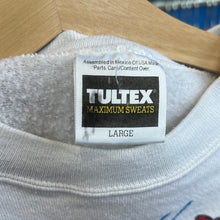 Assembled in Mexico Of USA Made
Parts. Care/Content Over.
TULTEX
MAXIMUM SWEATS
LARGE